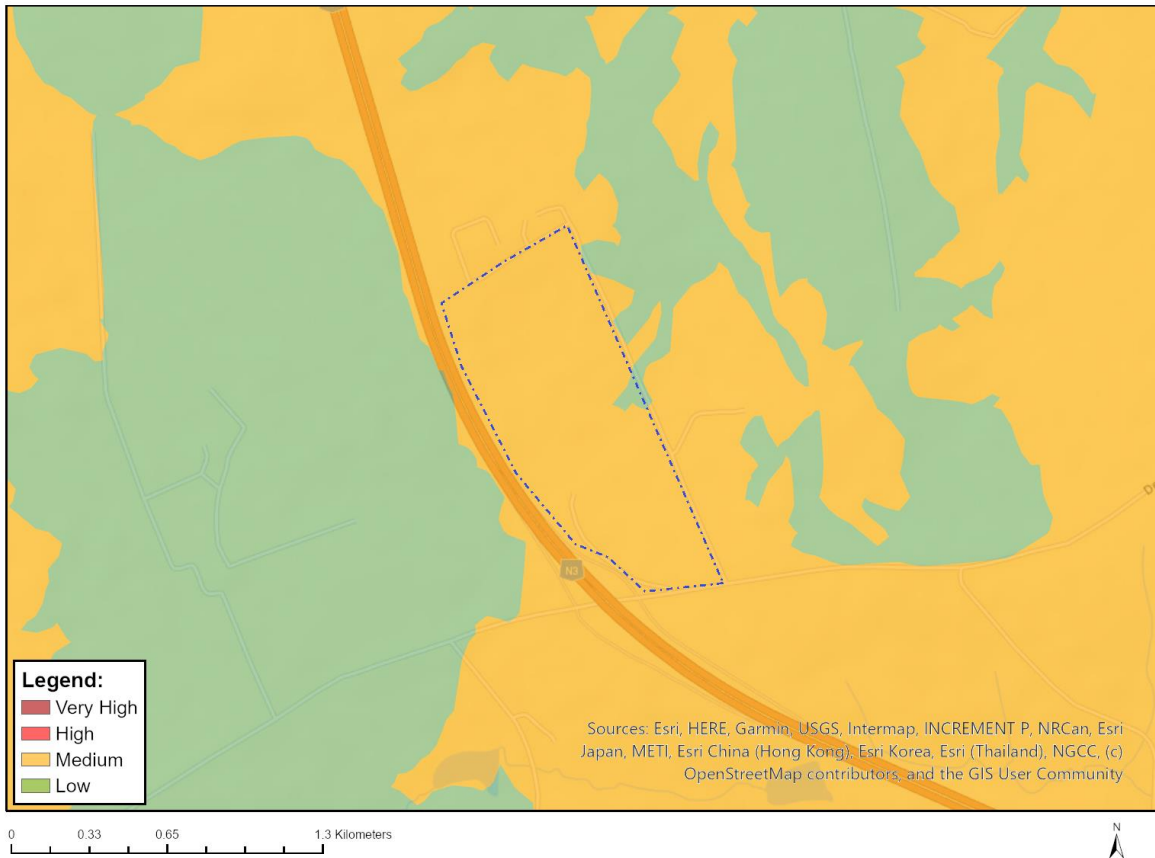 N3
Legend:
Very High
High
Medium
Low
Sources: Esri, HERE, Garmin, USGS, Intermap, INCREMENT P, NRCan, Esri
Japan, METI, Esri China (Hong Kong), Esri Korea, Esri (Thailand), NGCC, (c)
OpenStreetMap contributors, and the GIS User Community
0 0.33 0.65 1.3 Kilometers
N